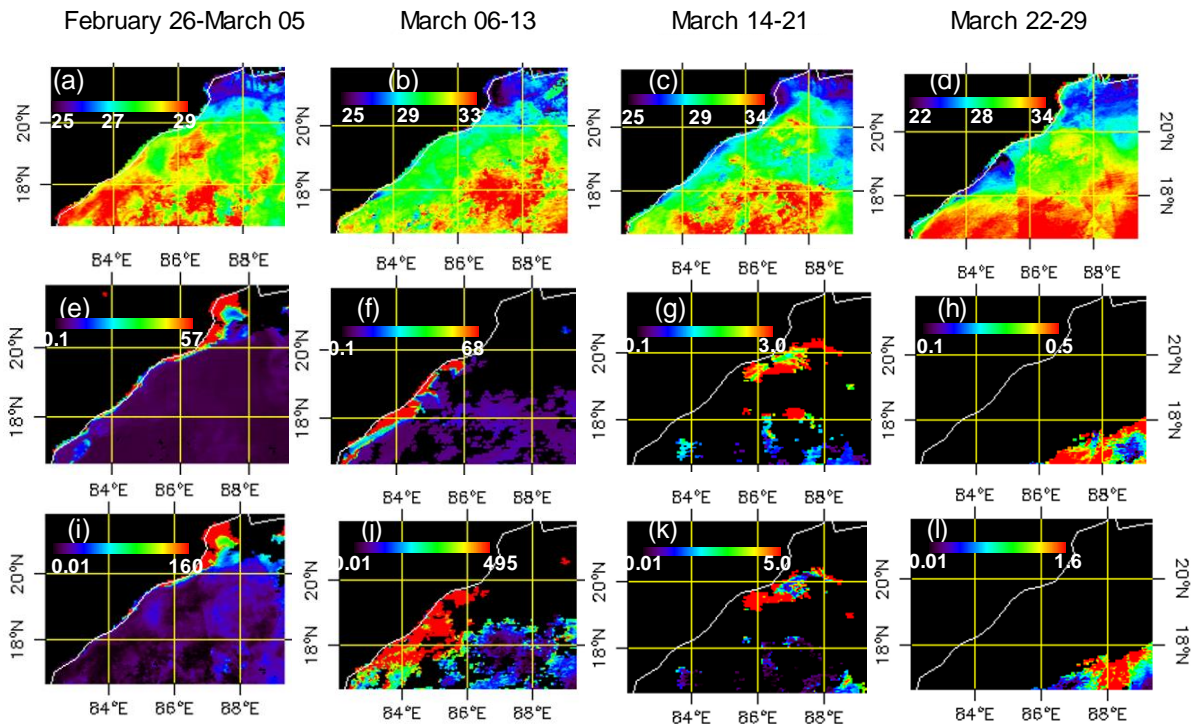 February 26-March 05 March 06-13 March 14-21 March 22-29
(a) (b) (c) (d)
25 27 29 25 29 33 25 29 34 22 28 34
20°N 20°N 20°N 20°N
18°N 18°N 18°N 18°N
84°E 86°E 88°E 84°E 86°E 88°E 84°E 86°E 88°E 84°E 86°E 88°E
(e) (f) (g) (h)
0.1 57 0.1 68 0.1 3.0 0.1 0.5
20°N 20°N 20°N 20°N
18°N 18°N 18°N 18°N
84°E 86°E 88°E 84°E 86°E 88°E 84°E 86°E 88°E 84°E 86°E 88°E
(i) (j) (k) (l)
0.01 160 0.01 495 0.01 5.0 0.01 1.6
20°N 20°N 20°N 20°N
18°N 18°N 18°N 18°N
84°E 86°E 88°E 84°E 86°E 88°E 84°E 86°E 88°E 84°E 86°E 88°E